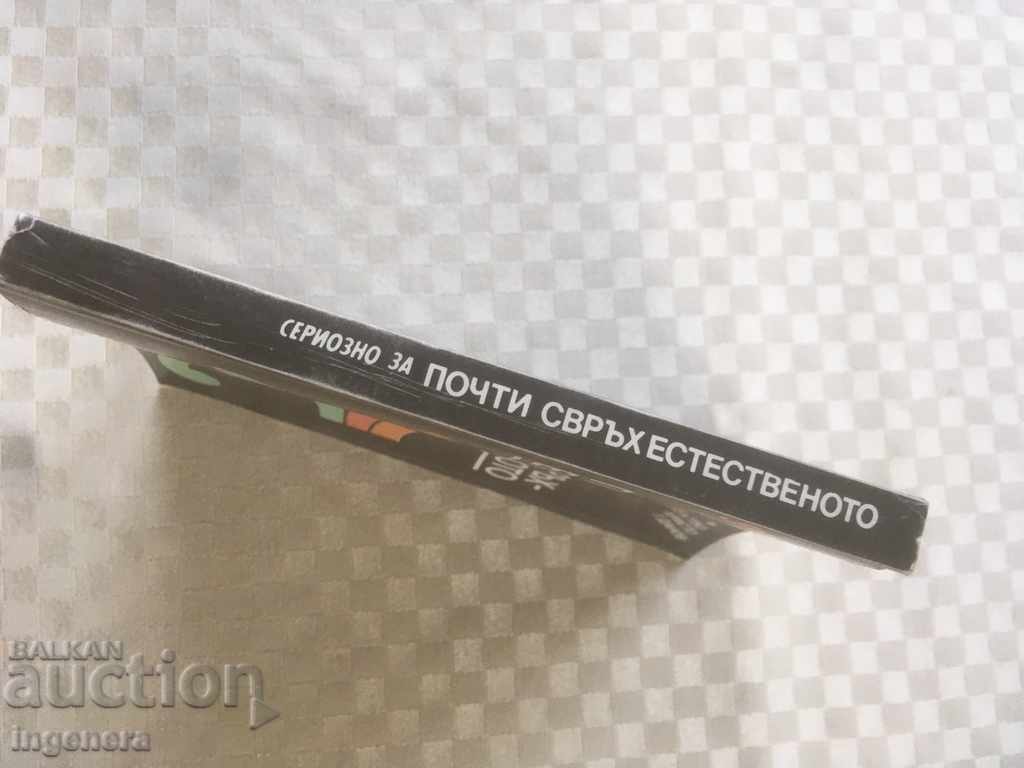 СЕРИОЗНО ЗА ПОЧТИ СВРЪХЕСТЕСТВЕНОТО
BALKAN
auction
ingenera